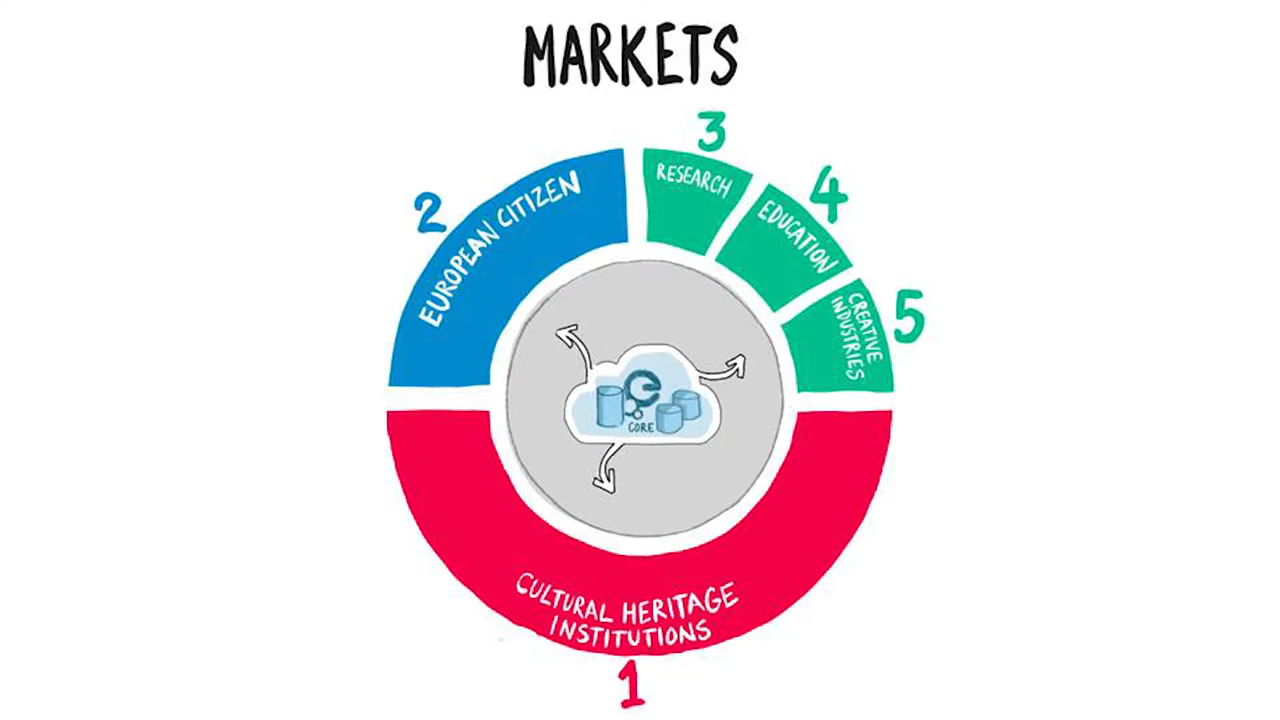 MARKETS
3
RESEARCH
4
EDUCATION
5
CREATIVE
INDUSTRIES
2
EUROPEAN CITIZEN
e
CORE
CULTURAL HERITAGE
INSTITUTIONS
1